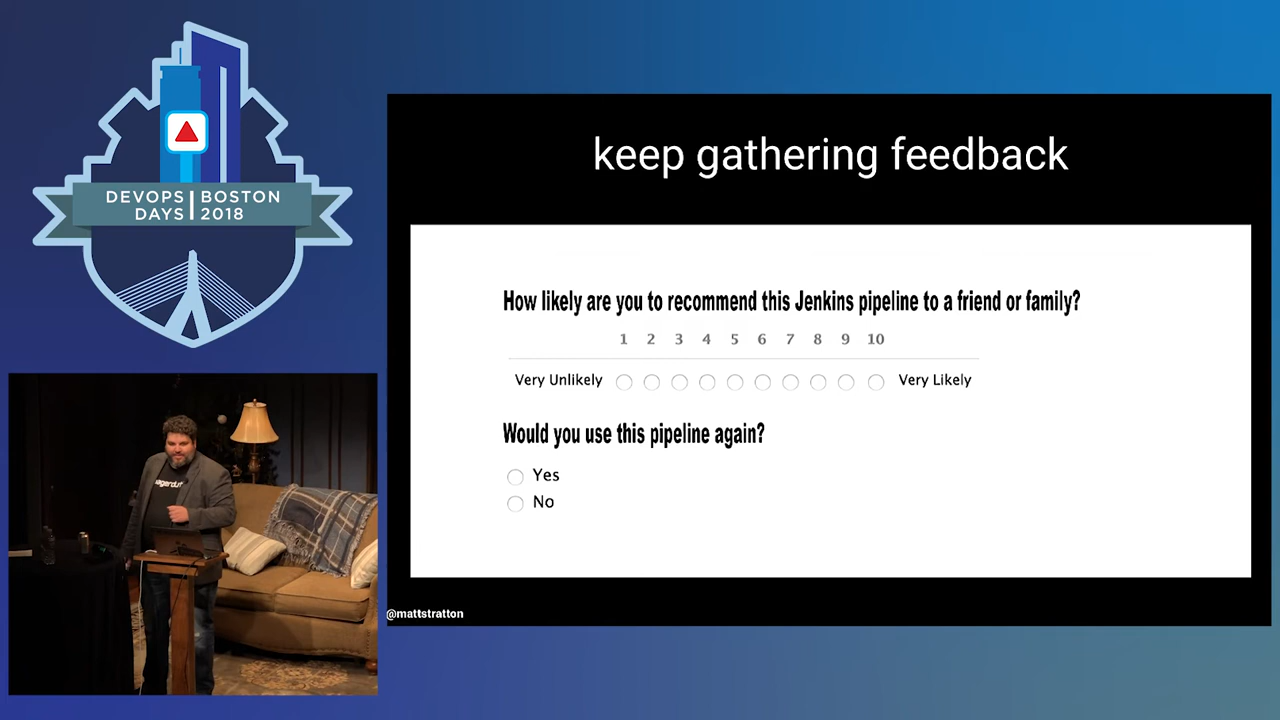 DEVOPS BOSTON
DAYS 2018
keep gathering feedback
How likely are you to recommend this Jenkins pipeline to a friend or family?
1 2 3 4 5 6 7 8 9 10
Very Unlikely Very Likely
Would you use this pipeline again?
Yes
No
@mattstratton